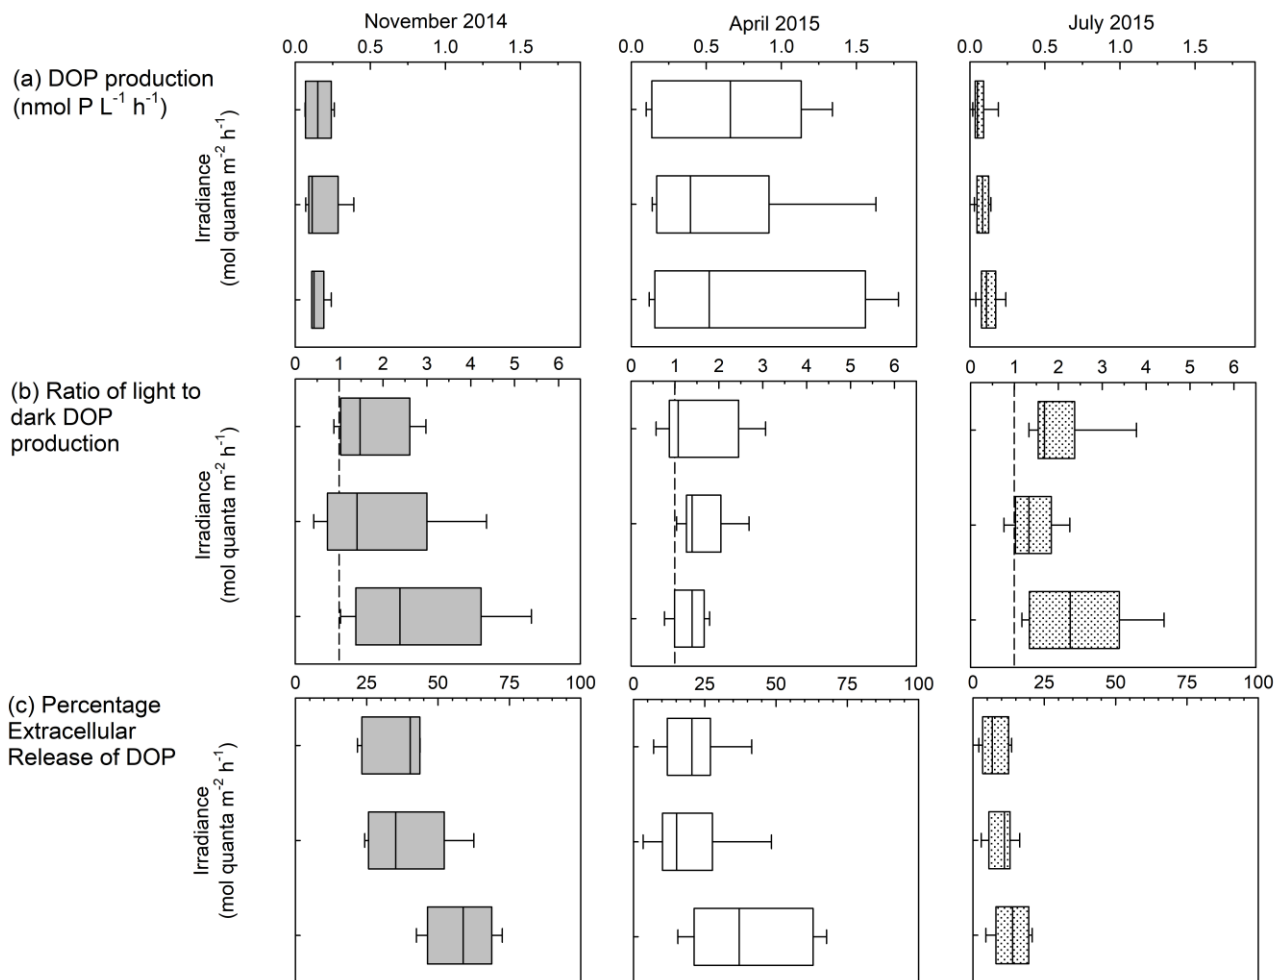 November 2014
April 2015
July 2015
0.0 0.5 1.0 1.5
0.0 0.5 1.0 1.5
0.0 0.5 1.0 1.5
(a) DOP production
(nmol P L⁻¹ h⁻¹)
Irradiance
(mol quanta m⁻² h⁻¹)
0 1 2 3 4 5 6
0 1 2 3 4 5 6
0 1 2 3 4 5 6
(b) Ratio of light to
dark DOP
production
Irradiance
(mol quanta m⁻² h⁻¹)
0 25 50 75 100
0 25 50 75 100
0 25 50 75 100
(c) Percentage
Extracellular
Release of DOP
Irradiance
(mol quanta m⁻² h⁻¹)